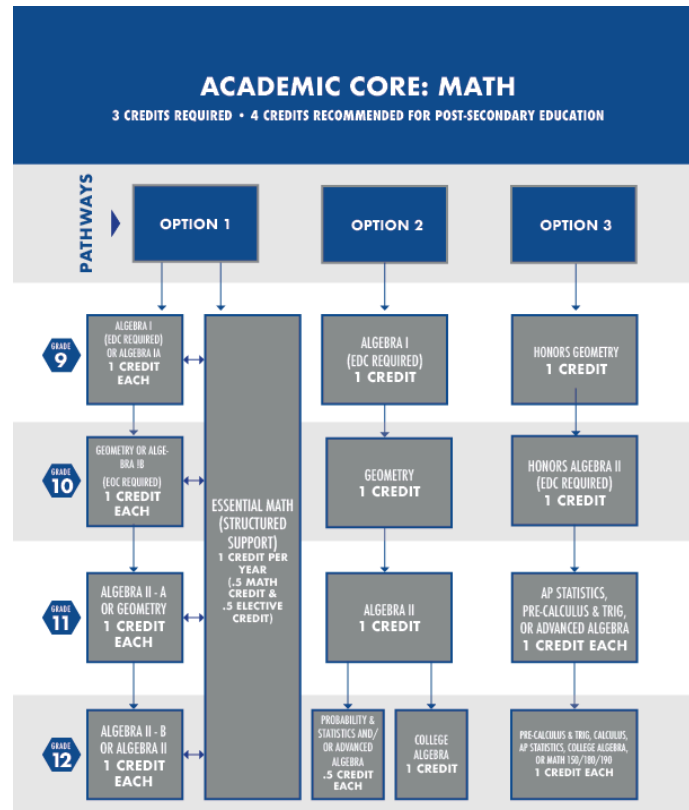 ACADEMIC CORE: MATH
3 CREDITS REQUIRED • 4 CREDITS RECOMMENDED FOR POST-SECONDARY EDUCATION
PATHWAYS
OPTION 1
OPTION 2
OPTION 3
GRADE
9
ALGEBRA I
(EDC REQUIRED)
OR ALGEBRA IA
1 CREDIT
EACH
ALGEBRA I
(EDC REQUIRED)
1 CREDIT
HONORS GEOMETRY
1 CREDIT
GRADE
10
GEOMETRY OR ALGE-
BRA !B
(EOC REQUIRED)
1 CREDIT
EACH
ESSENTIAL MATH
(STRUCTURED
SUPPORT)
1 CREDIT PER
YEAR
(.5 MATH
CREDIT &
.5 ELECTIVE
CREDIT)
GEOMETRY
1 CREDIT
HONORS ALGEBRA II
(EDC REQUIRED)
1 CREDIT
GRADE
11
ALGEBRA II - A
OR GEOMETRY
1 CREDIT
EACH
ALGEBRA II
1 CREDIT
AP STATISTICS,
PRE-CALCULUS & TRIG,
OR ADVANCED ALGEBRA
1 CREDIT EACH
GRADE
12
ALGEBRA II - B
OR ALGEBRA II
1 CREDIT
EACH
PROBABILITY &
STATISTICS AND/
OR ADVANCED
ALGEBRA
.5 CREDIT
EACH
COLLEGE
ALGEBRA
1 CREDIT
PRE-CALCULUS & TRIG, CALCULUS,
AP STATISTICS, COLLEGE ALGEBRA,
OR MATH 150/180/190
1 CREDIT EACH